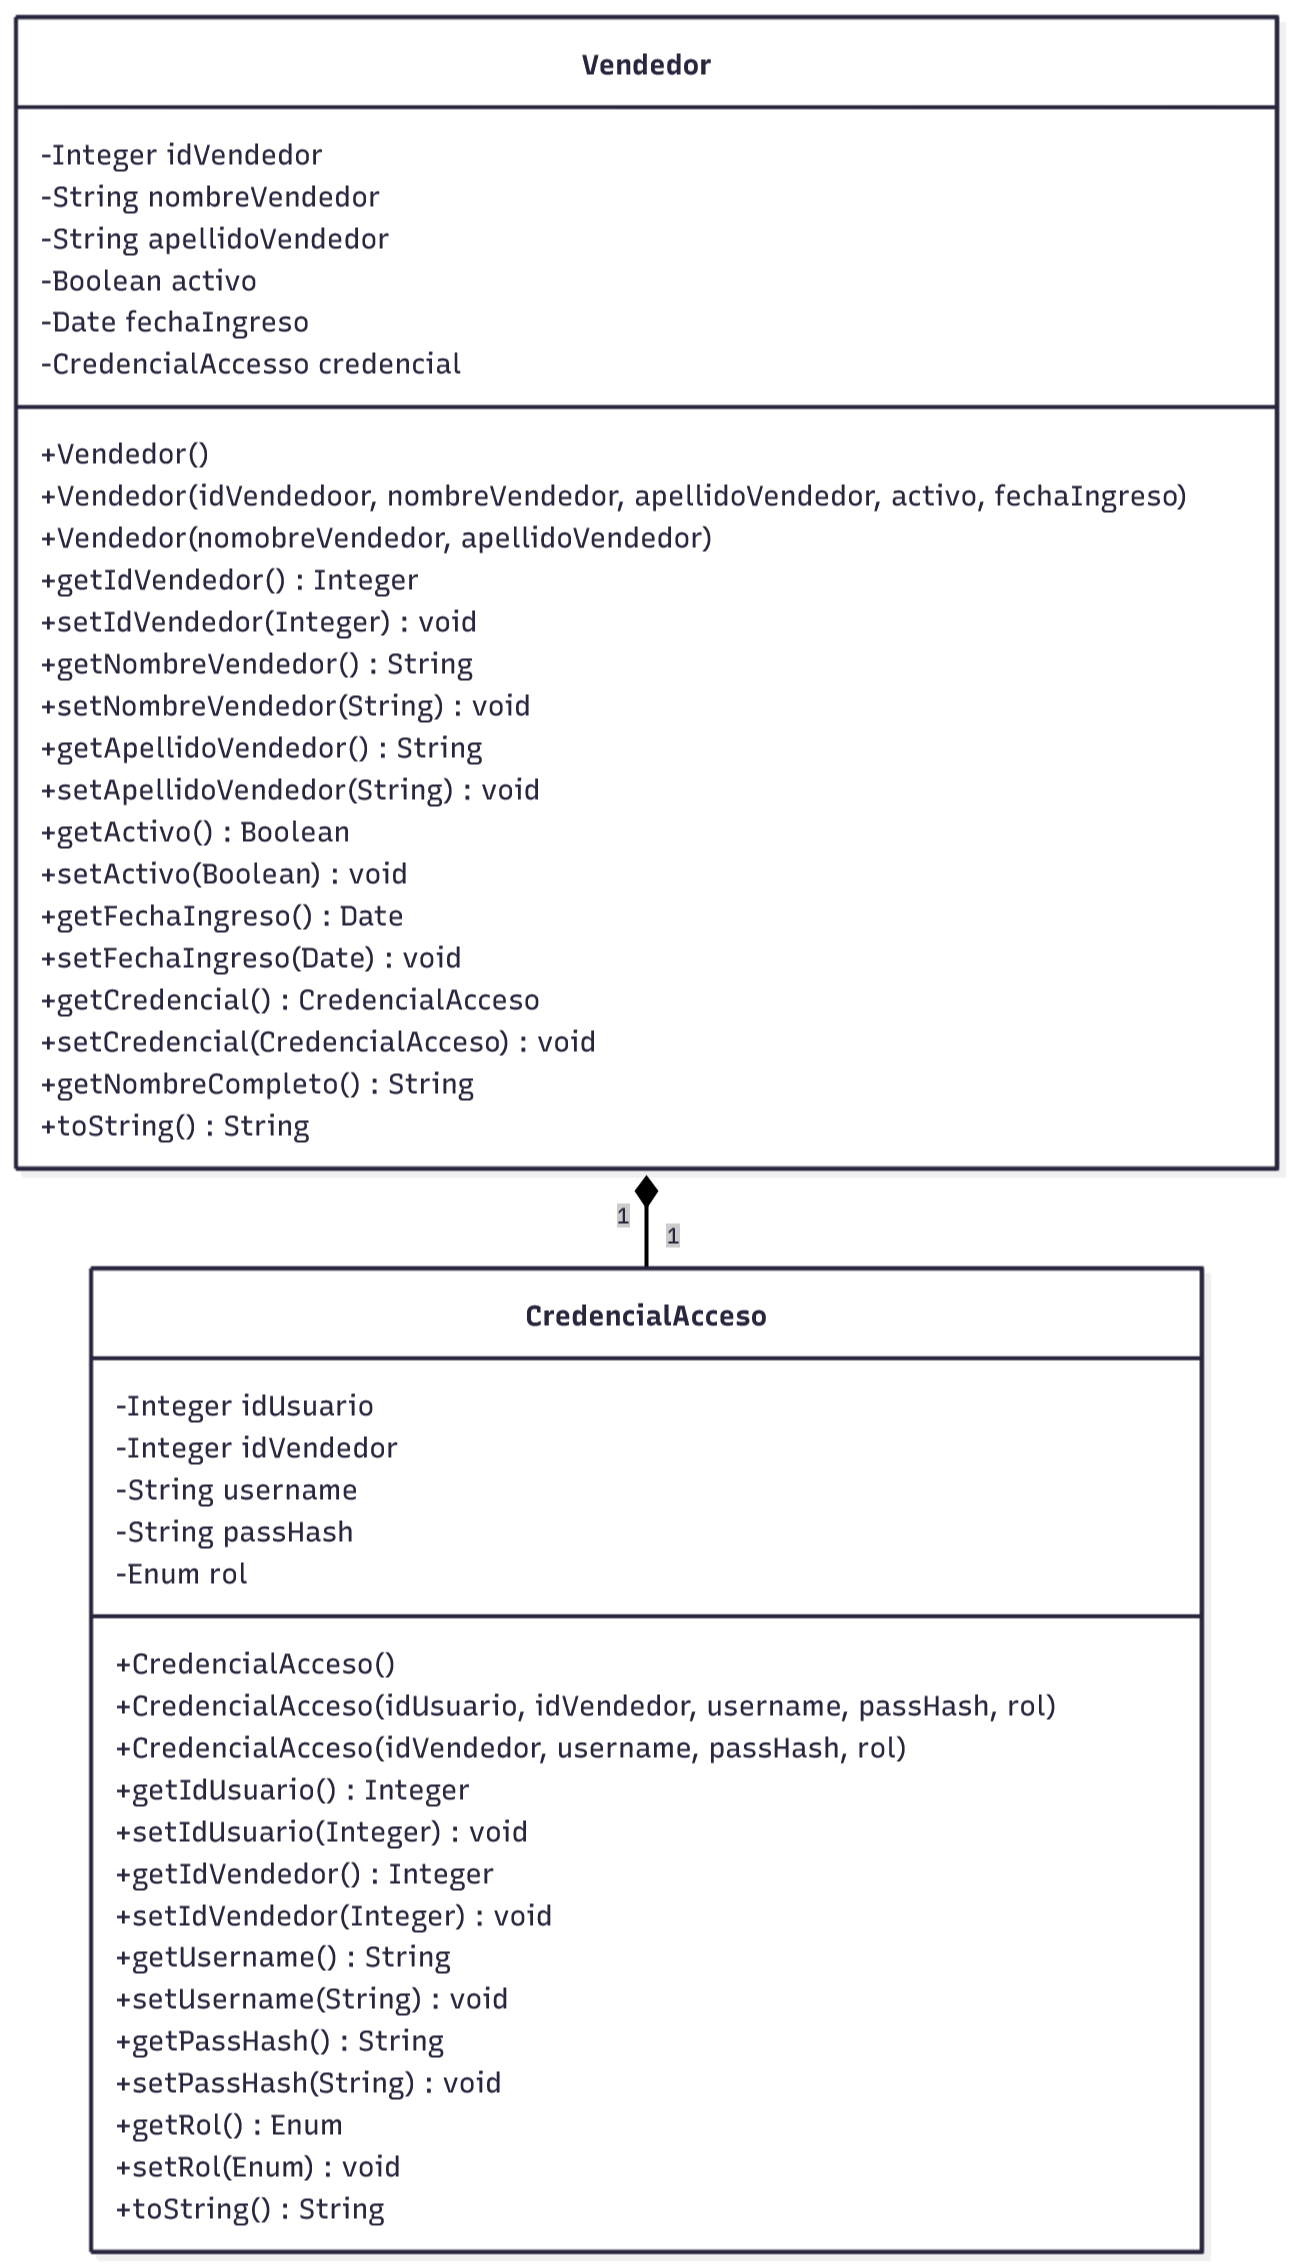 Vendedor
-Integer idVendedor
-String nombreVendedor
-String apellidoVendedor
-Boolean activo
-Date fechaIngreso
-CredencialAccesso credencial
+Vendedor()
+Vendedor(idVendedoor, nombreVendedor, apellidoVendedor, activo, fechaIngreso)
+Vendedor(nomobreVendedor, apellidoVendedor)
+getIdVendedor() : Integer
+setIdVendedor(Integer) : void
+getNombreVendedor() : String
+setNombreVendedor(String) : void
+getApellidoVendedor() : String
+setApellidoVendedor(String) : void
+getActivo() : Boolean
+setActivo(Boolean) : void
+getFechaIngreso() : Date
+setFechaIngreso(Date) : void
+getCredencial() : CredencialAcceso
+setCredencial(CredencialAcceso) : void
+getNombreCompleto() : String
+toString() : String
1
1
CredencialAcceso
-Integer idUsuario
-Integer idVendedor
-String username
-String passHash
-Enum rol
+CredencialAcceso()
+CredencialAcceso(idUsuario, idVendedor, username, passHash, rol)
+CredencialAcceso(idVendedor, username, passHash, rol)
+getIdUsuario() : Integer
+setIdUsuario(Integer) : void
+getIdVendedor() : Integer
+setIdVendedor(Integer) : void
+getUsername() : String
+setUsername(String) : void
+getPassHash() : String
+setPassHash(String) : void
+getRol() : Enum
+setRol(Enum) : void
+toString() : String